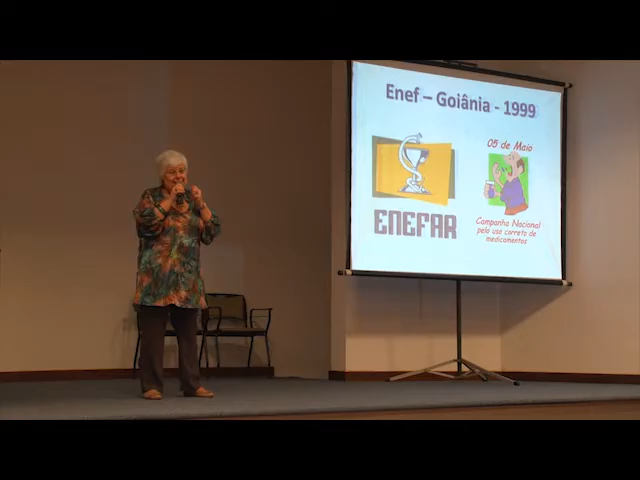 Enef – Goiânia - 1999
05 de Maio
ENEFAR
Campanha Nacional
pelo uso correto de
medicamentos